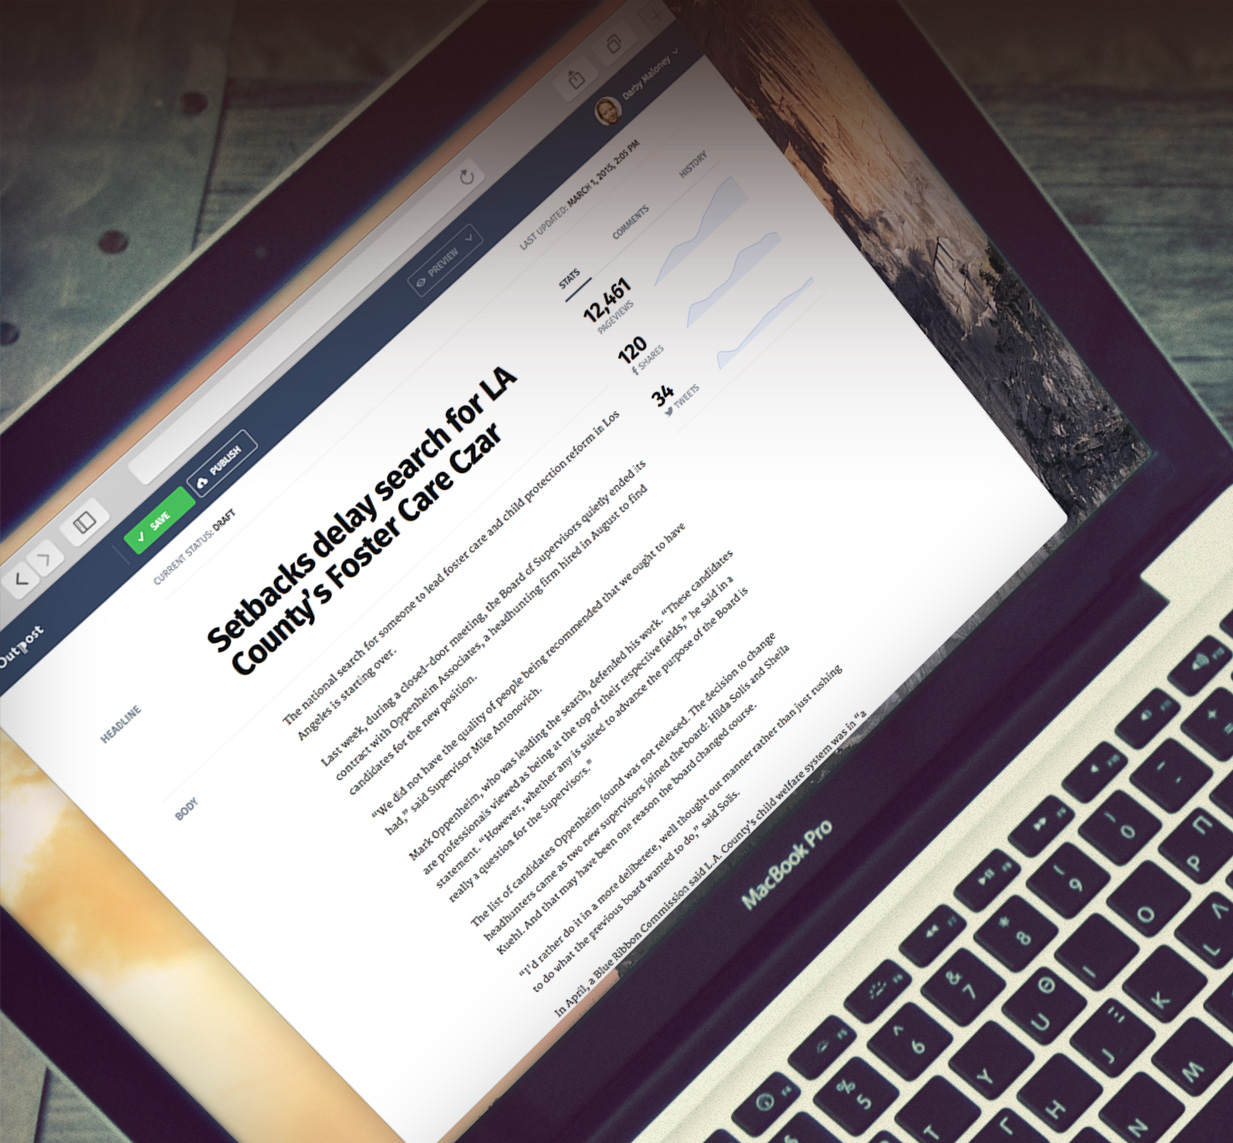 Darby Maloney
PREVIEW
SAVE
PUBLISH
Outpost
CURRENT STATUS: DRAFT
LAST UPDATED: MARCH 1, 2015, 2:05 PM
STATS
COMMENTS
HISTORY
12,461
PAGEVIEWS
120
SHARES
34
TWEETS
HEADLINE
Setbacks delay search for LA
County's Foster Care Czar
BODY
The national search for someone to lead foster care and child protection reform in Los
Angeles is starting over.
Last week, during a closed-door meeting, the Board of Supervisors quietly ended its
contract with Oppenheim Associates, a headhunting firm hired in August to find
candidates for the new position.
“We did not have the quality of people being recommended that we ought to have
had,” said Supervisor Mike Antonovich.
Mark Oppenheim, who was leading the search, defended his work. “These candidates
are professionals viewed as being at the top of their respective fields,” he said in a
statement. “However, whether any is suited to advance the purpose of the Board is
really a question for the Supervisors.”
The list of candidates Oppenheim found was not released. The decision to change
headhunters came as two new supervisors joined the board: Hilda Solis and Sheila
Kuehl. And that may have been one reason the board changed course.
“I'd rather do it in a more deliberate, well thought out manner rather than just rushing
to do what the previous board wanted to do,” said Solis.
In April, a Blue Ribbon Commission said L.A. County's child welfare system was in “a
MacBook Pro
%
5
^
6
&
7
*
8
(
9
)
0
T
Y
U
I
O
P
H
J
K
L
N
M